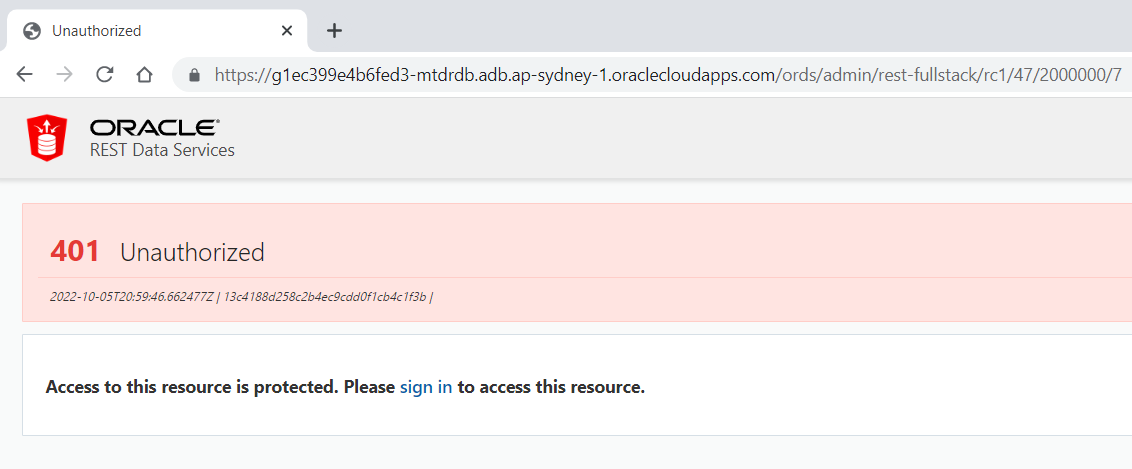 Unauthorized
https://g1ec399e4b6fed3-mtdrdb.adb.ap-sydney-1.oraclecloudapps.com/ords/admin/rest-fullstack/rc1/47/2000000/7
ORACLE
REST Data Services
401 Unauthorized
2022-10-05T20:59:46.662477Z | 13c4188d258c2b4ec9cdd0f1cb4c1f3b |
Access to this resource is protected. Please sign in to access this resource.